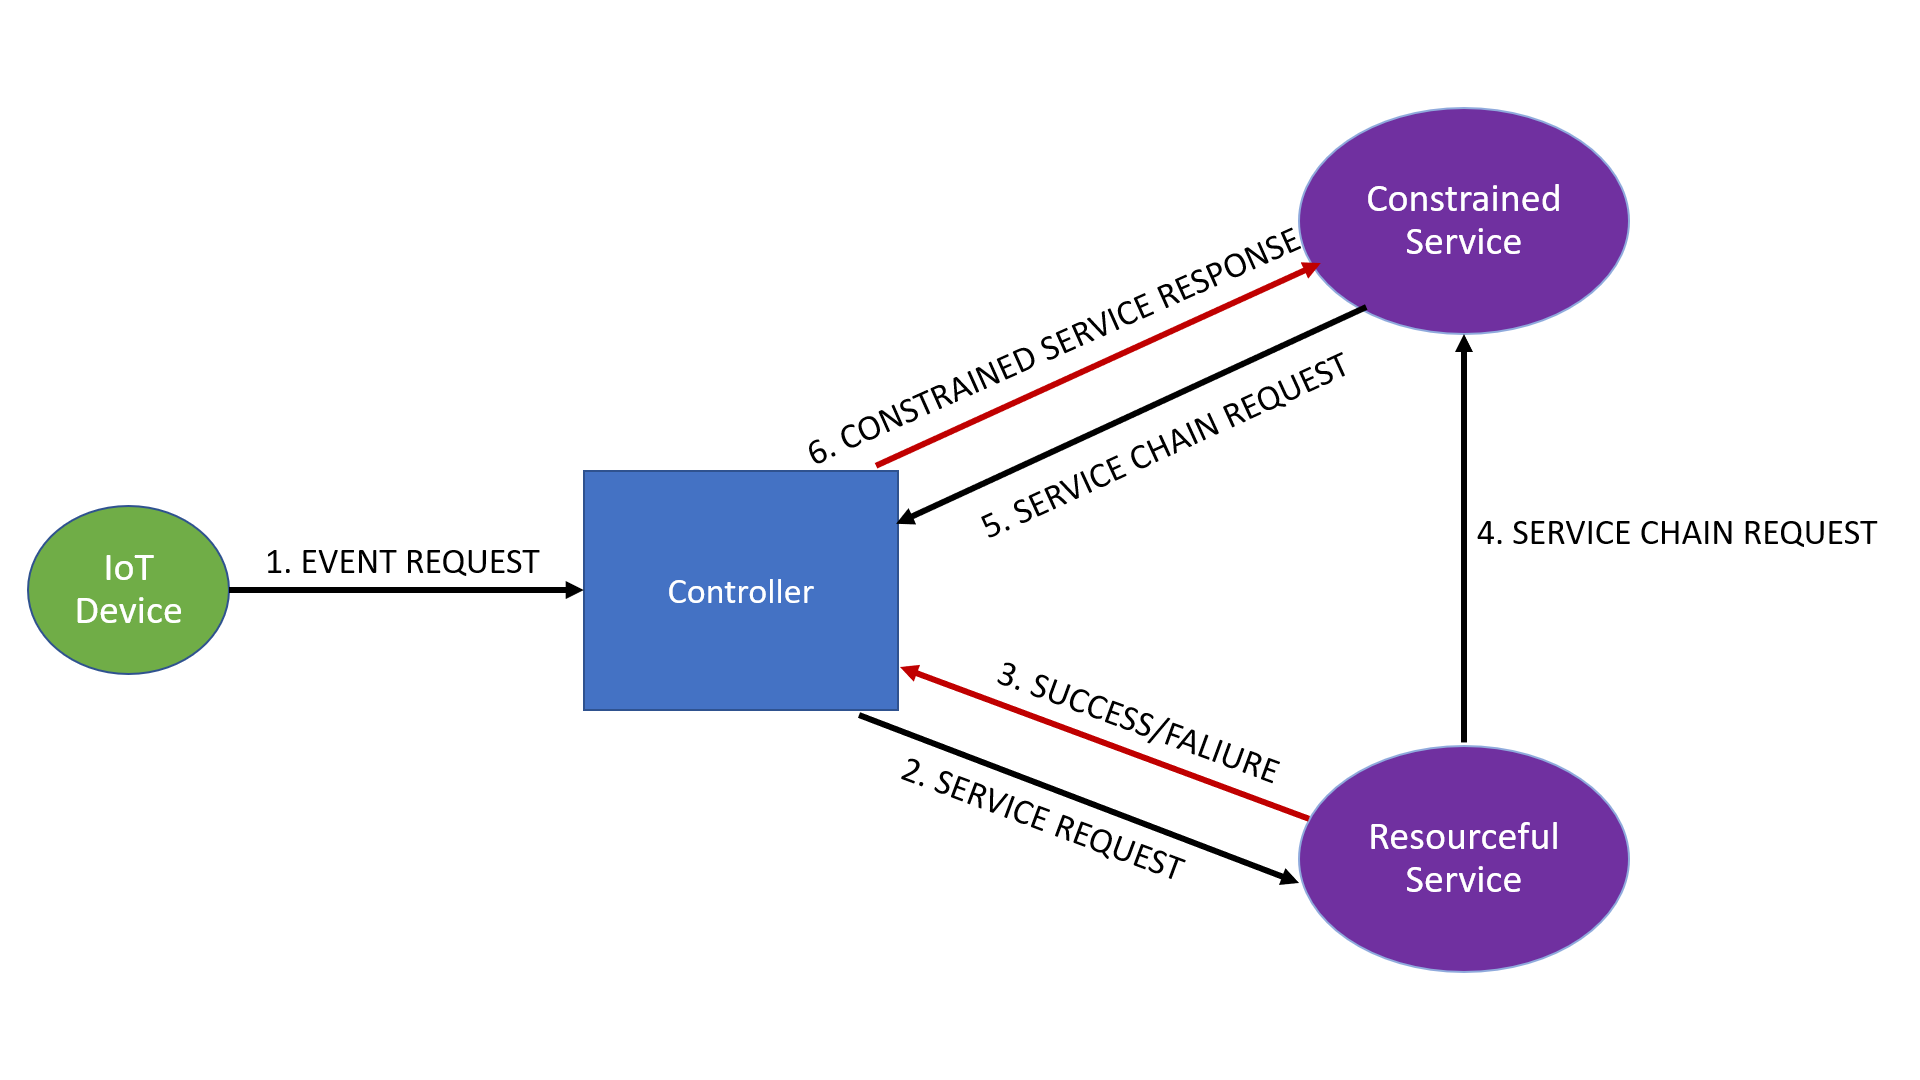 Constrained
Service
6. CONSTRAINED SERVICE RESPONSE
5. SERVICE CHAIN REQUEST
4. SERVICE CHAIN REQUEST
IoT
Device
1. EVENT REQUEST
Controller
3. SUCCESS/FALIURE
2. SERVICE REQUEST
Resourceful
Service